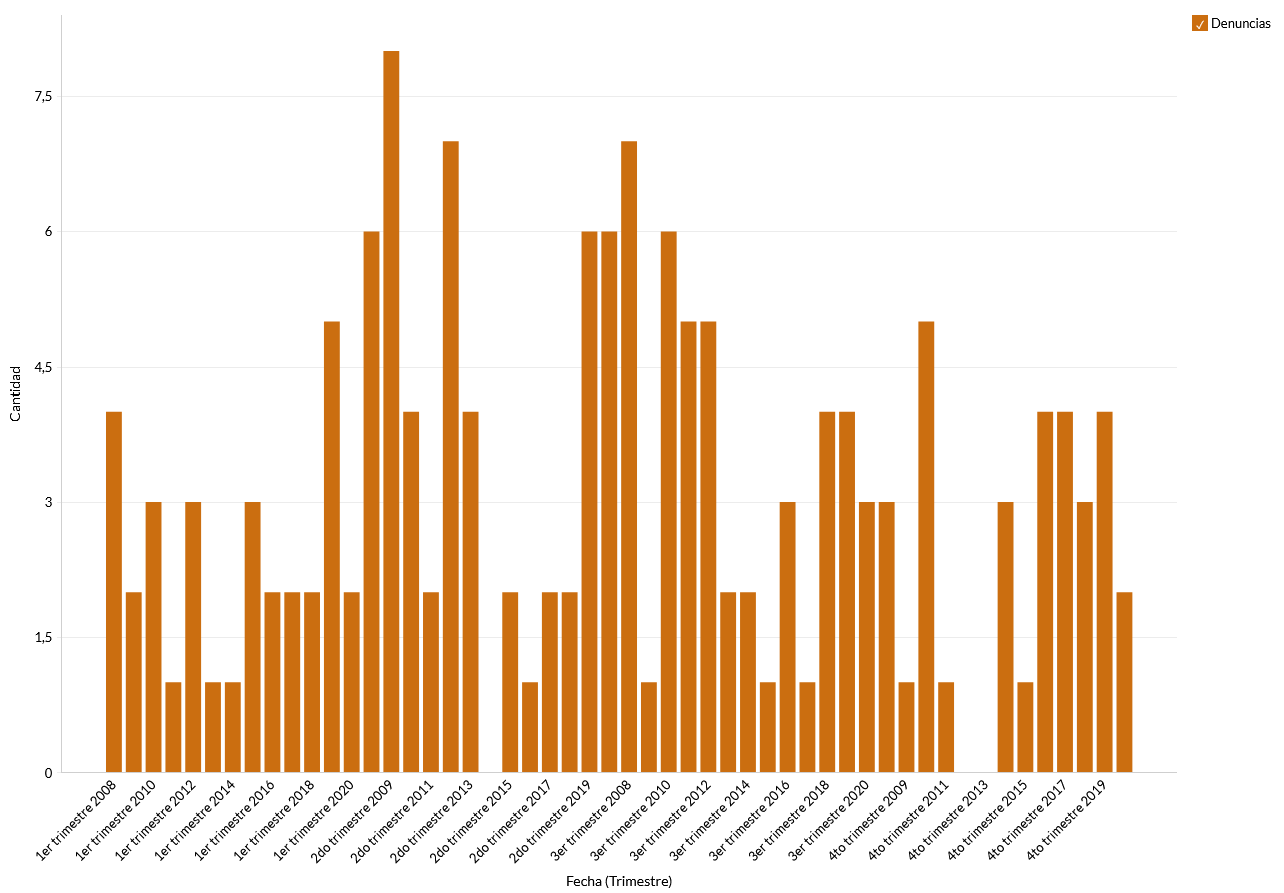 Denuncias
7,5
6
4,5
3
1,5
0
Cantidad
1er trimestre 2008
1er trimestre 2010
1er trimestre 2012
1er trimestre 2014
1er trimestre 2016
1er trimestre 2018
1er trimestre 2020
2do trimestre 2009
2do trimestre 2011
2do trimestre 2013
2do trimestre 2015
2do trimestre 2017
2do trimestre 2019
3er trimestre 2008
3er trimestre 2010
3er trimestre 2012
3er trimestre 2014
3er trimestre 2016
3er trimestre 2018
3er trimestre 2020
4to trimestre 2009
4to trimestre 2011
4to trimestre 2013
4to trimestre 2015
4to trimestre 2017
4to trimestre 2019
Fecha (Trimestre)